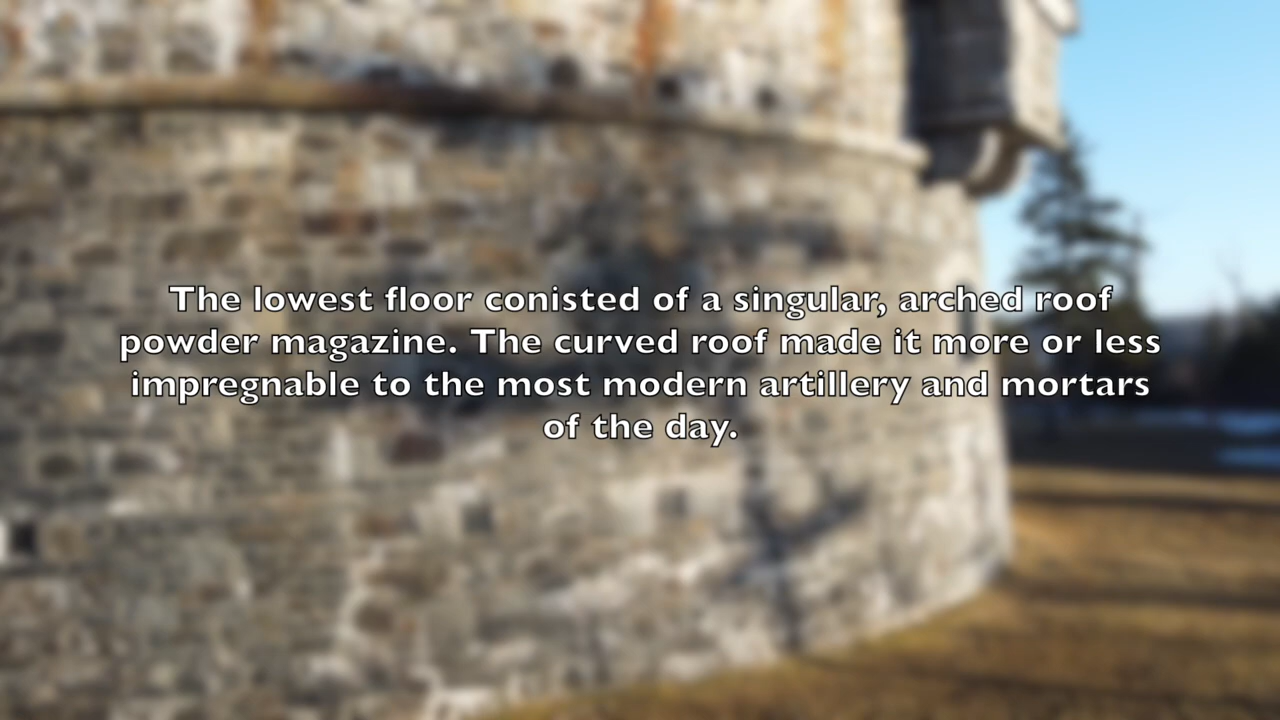 The lowest floor conisted of a singular, arched roof
powder magazine. The curved roof made it more or less
impregnable to the most modern artillery and mortars
of the day.